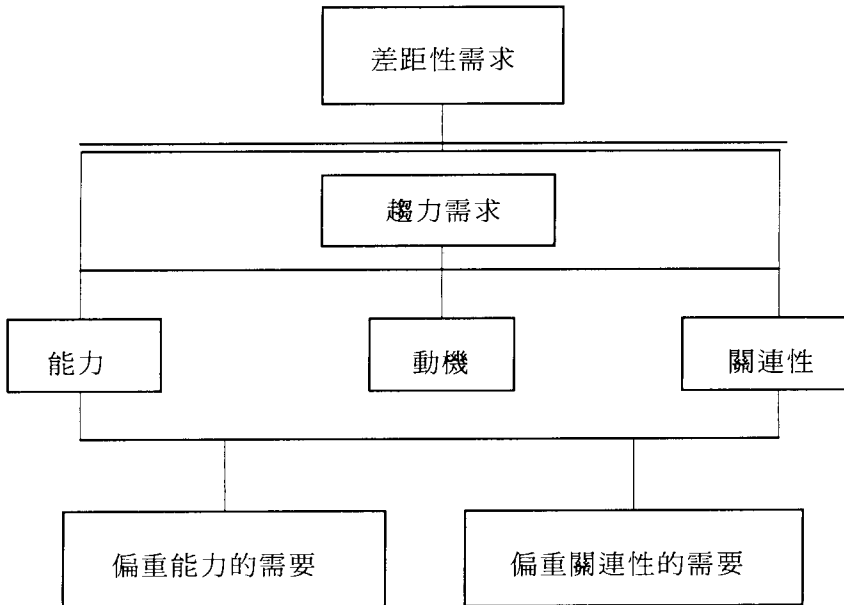 差距性需求
趨力需求
能力
動機
關連性
偏重能力的需要
偏重關連性的需要